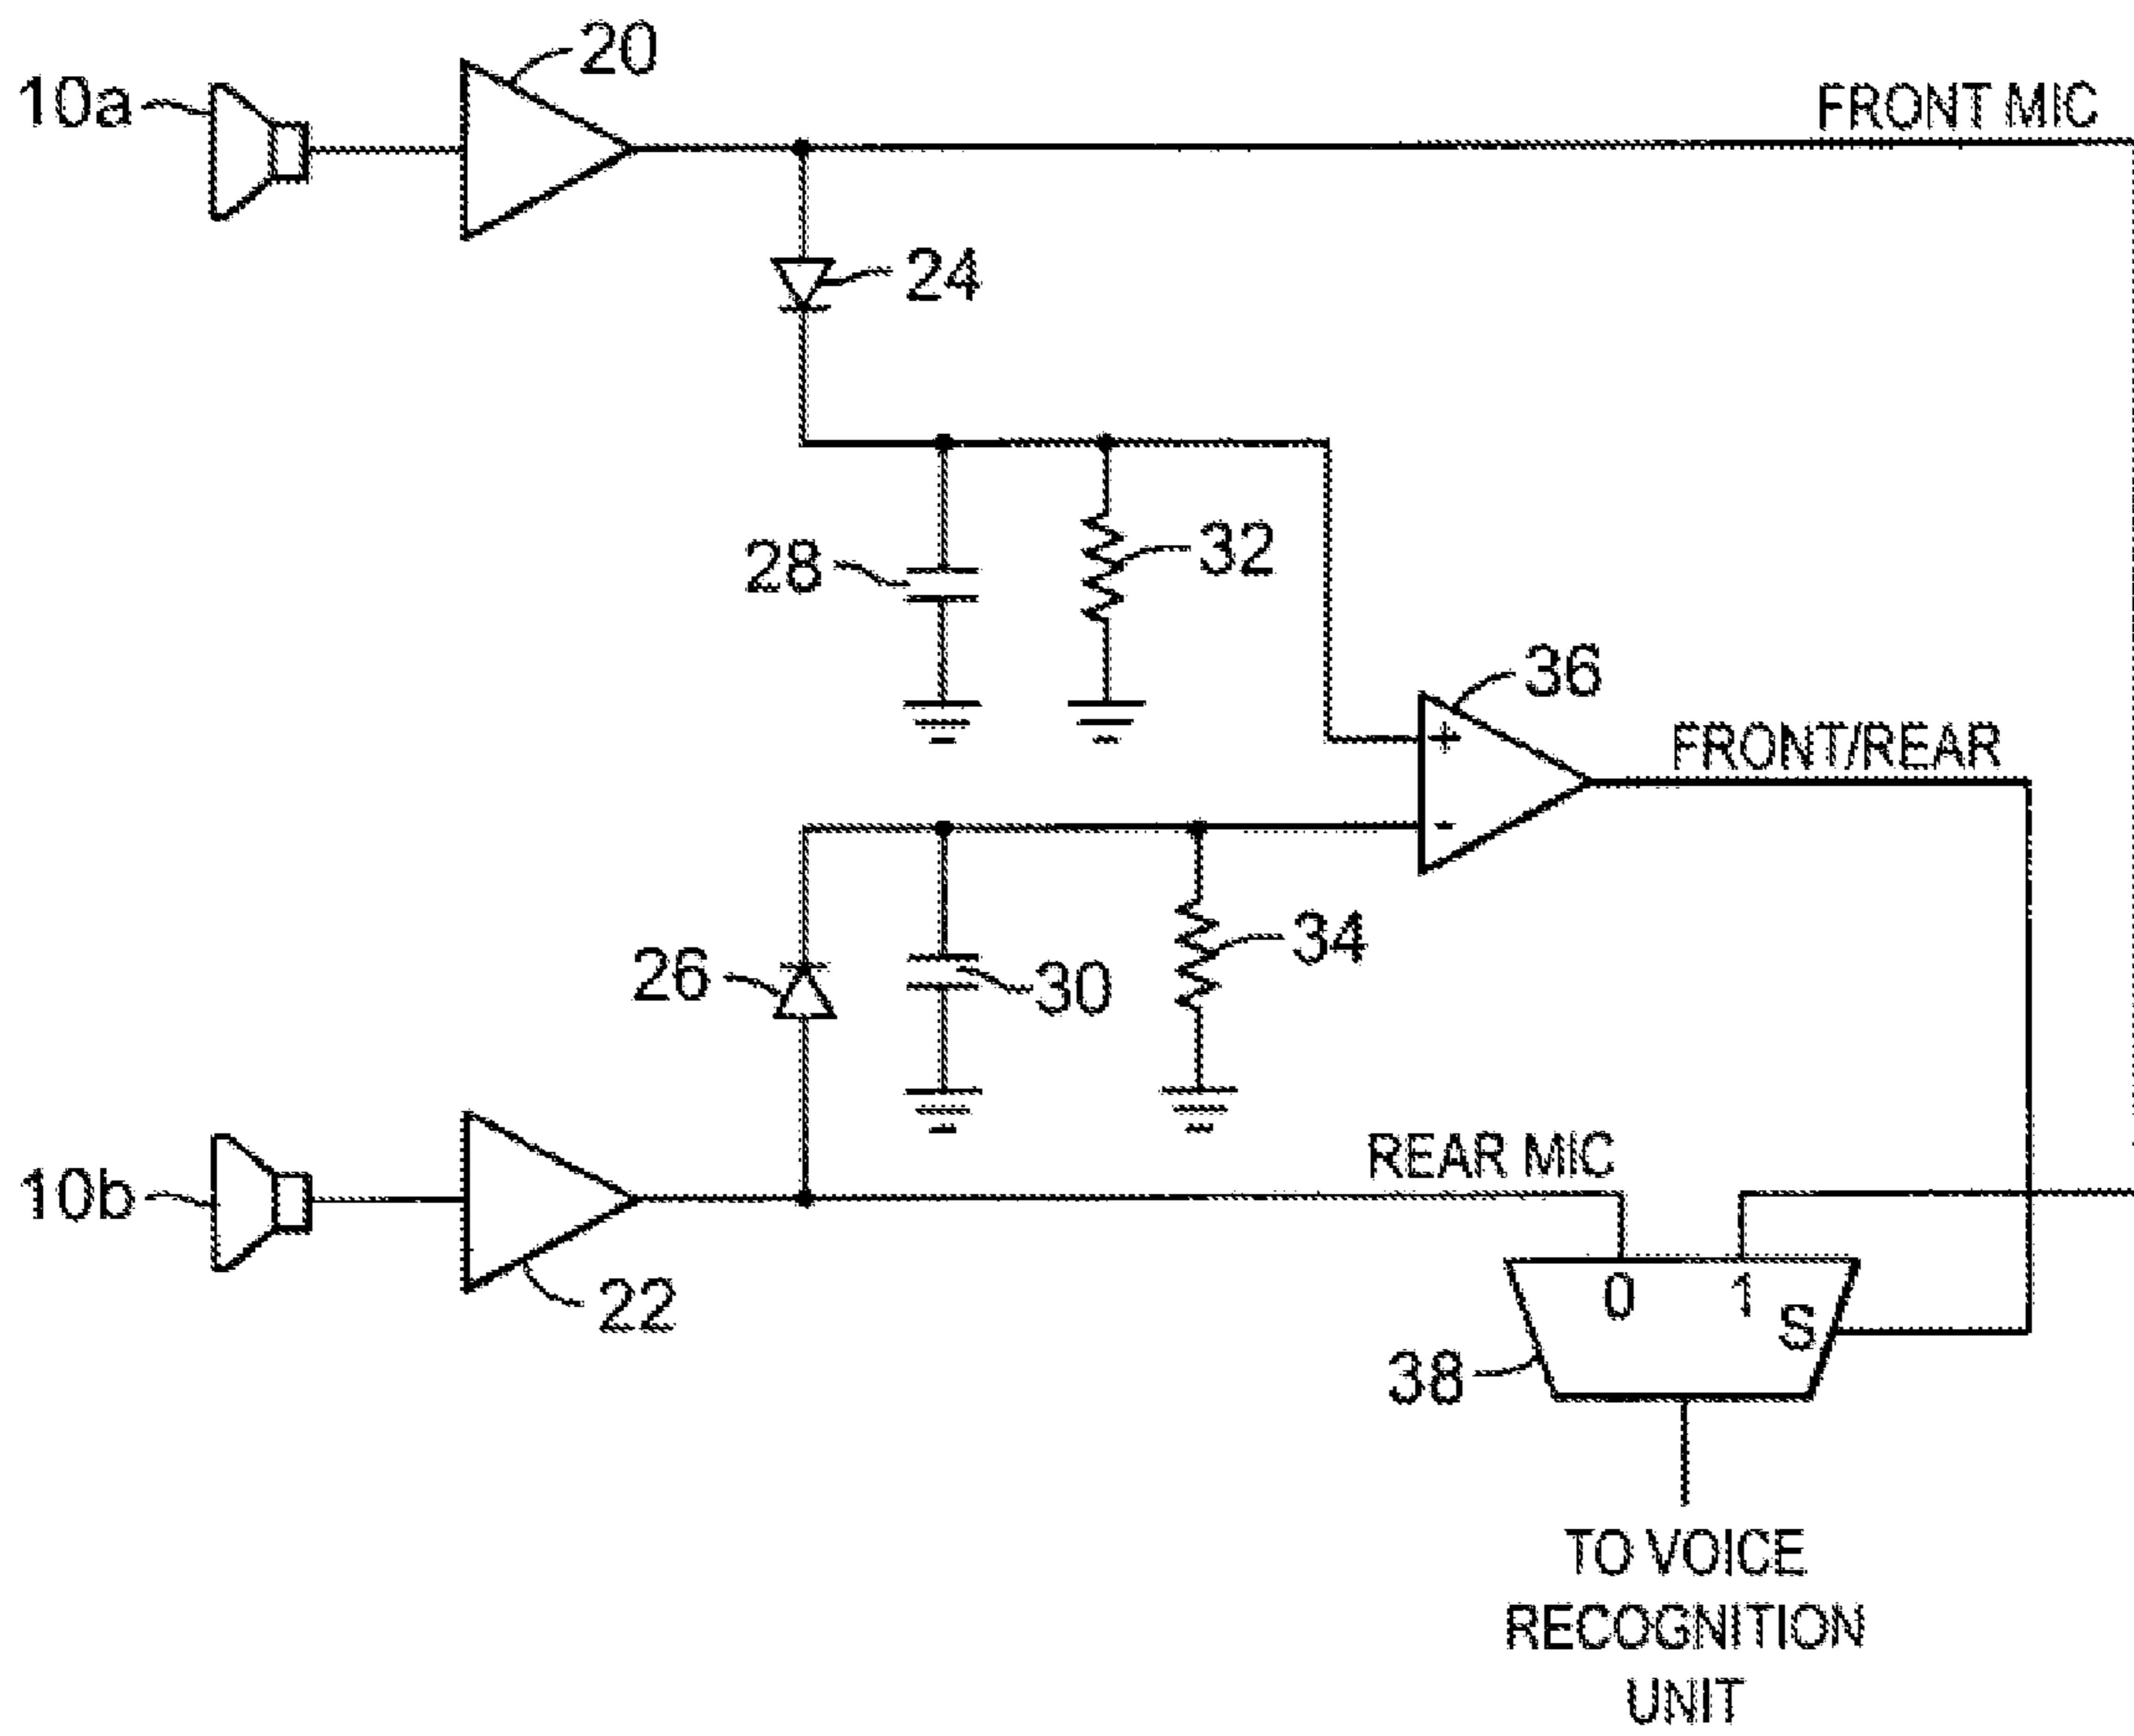 20
10a
FRONT MIC
24
28
32
36
+
FRONT/REAR
-
26
30
34
REAR MIC
10b
22
0 1 S
38
TO VOICE
RECOGNITION
UNIT